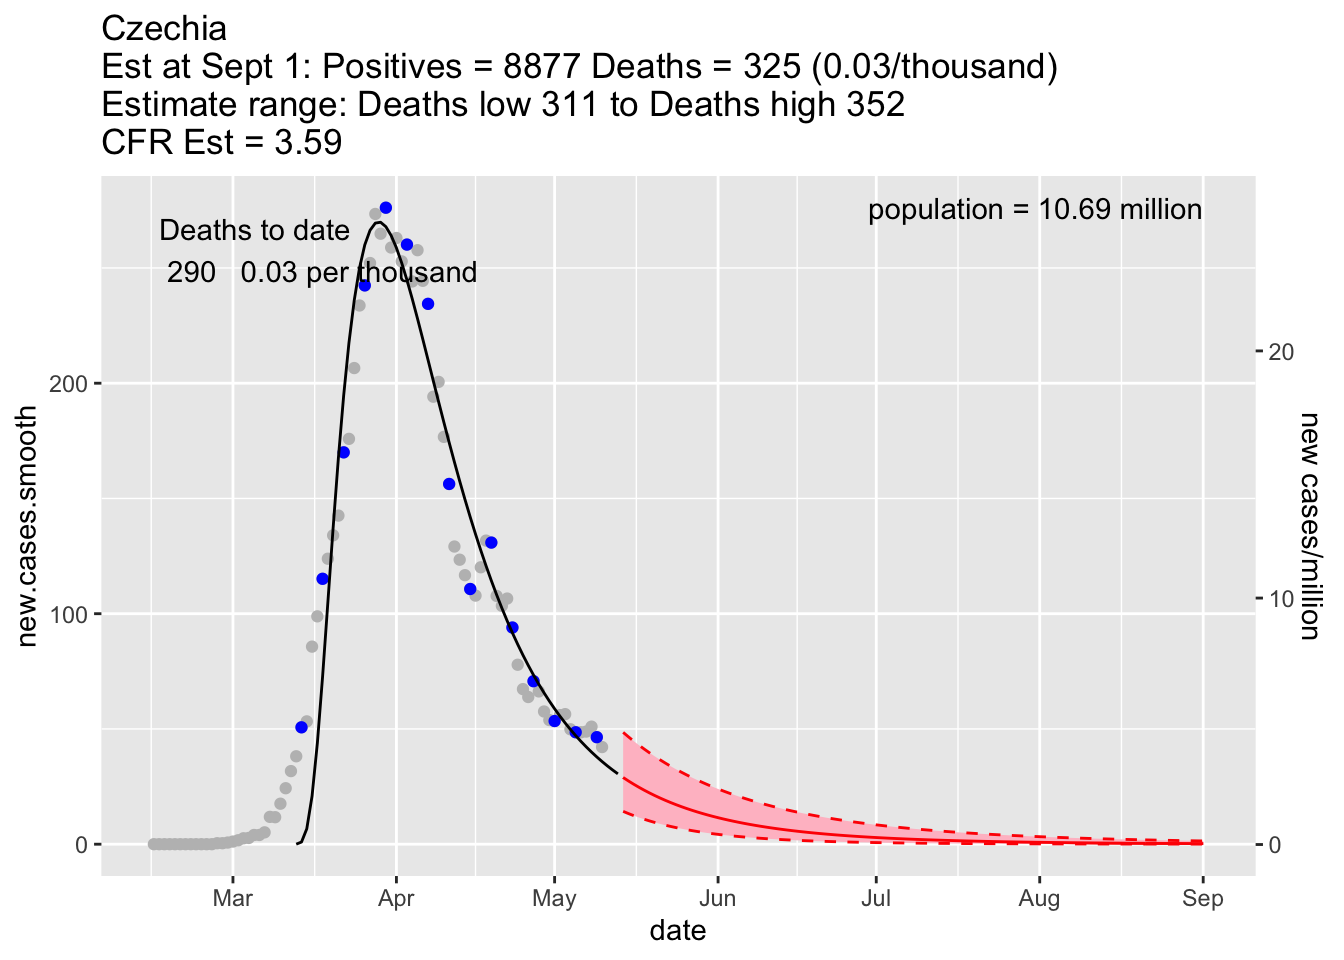 Czechia
Est at Sept 1: Positives = 8877 Deaths = 325 (0.03/thousand)
Estimate range: Deaths low 311 to Deaths high 352
CFR Est = 3.59
population = 10.69 million
Deaths to date
290 0.03 per thousand
new.cases.smooth
200
100
0
20
10
0
new cases/million
Mar Apr May Jun Jul Aug Sep
date